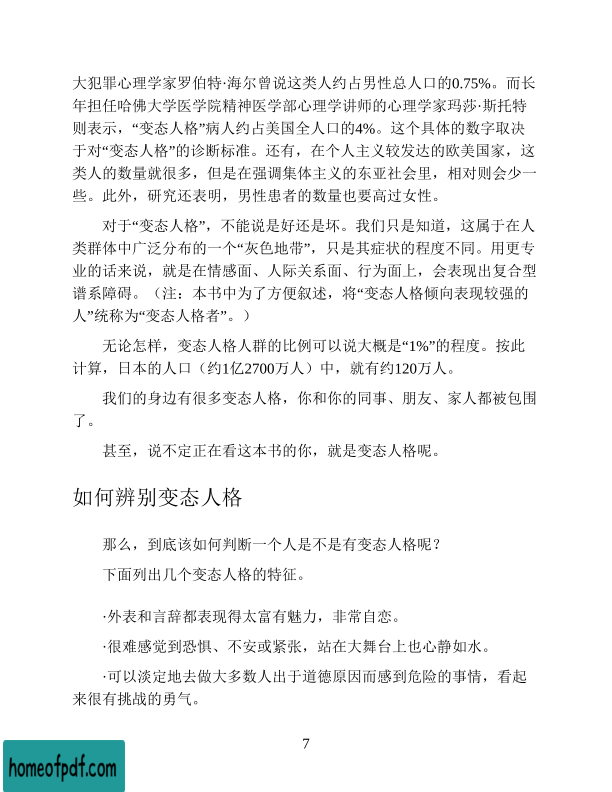 大犯罪心理学家罗伯特·海尔曾说这类人约占男性总人口的0.75%。而长
年担任哈佛大学医学院精神医学部心理学讲师的心理学家玛莎·斯托特
则表示，“变态人格”病人约占美国全人口的4%。这个具体的数字取决
于对“变态人格”的诊断标准。还有，在个人主义较发达的欧美国家，这
类人的数量就很多，但是在强调集体主义的东亚社会里，相对则会少一
些。此外，研究还表明，男性患者的数量也要高过女性。
对于“变态人格”，不能说是好还是坏。我们只是知道，这属于在人
类群体中广泛分布的一个“灰色地带”，只是其症状的程度不同。用更专
业的话来说，就是在情感面、人际关系面、行为面上，会表现出复合型
谱系障碍。（注：本书中为了方便叙述，将“变态人格倾向表现较强的
人”统称为“变态人格者”。）
无论怎样，变态人格人群的比例可以说大概是“1%”的程度。按此
计算，日本的人口（约1亿2700万人）中，就有约120万人。
我们的身边有很多变态人格，你和你的同事、朋友、家人都被包围
了。
甚至，说不定正在看这本书的你，就是变态人格呢。
如何辨别变态人格
那么，到底该如何判断一个人是不是有变态人格呢？
下面列出几个变态人格的特征。
·外表和言辞都表现得太富有魅力，非常自恋。
·很难感觉到恐惧、不安或紧张，站在大舞台上也心静如水。
·可以淡定地去做大多数人出于道德原因而感到危险的事情，看起
来很有挑战的勇气。
7
homeofpdf.com